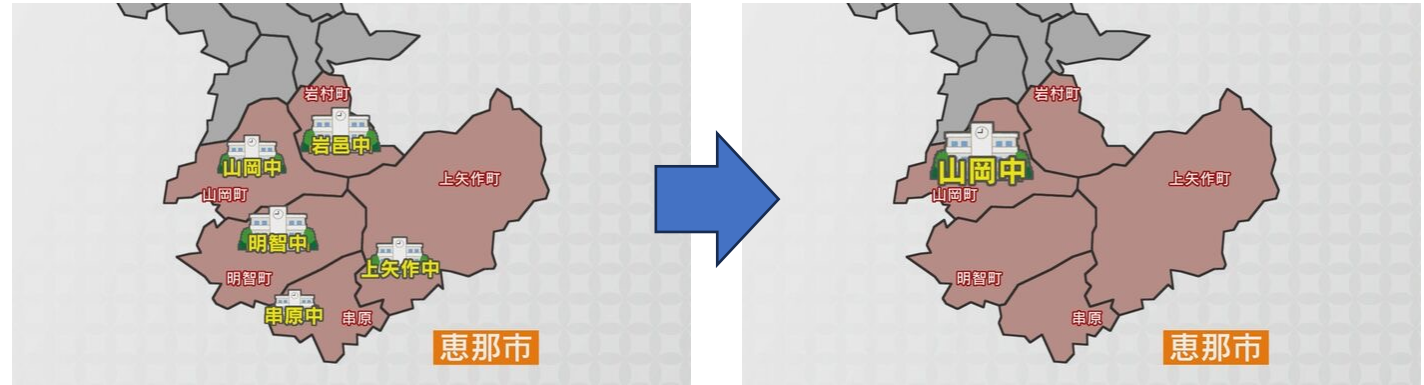 岩村町
岩邑中
山岡中
上矢作町
山岡町
明智中
上矢作中
明智町
串原中
串原
恵那市
岩村町
山岡中
上矢作町
山岡町
明智町
串原
恵那市